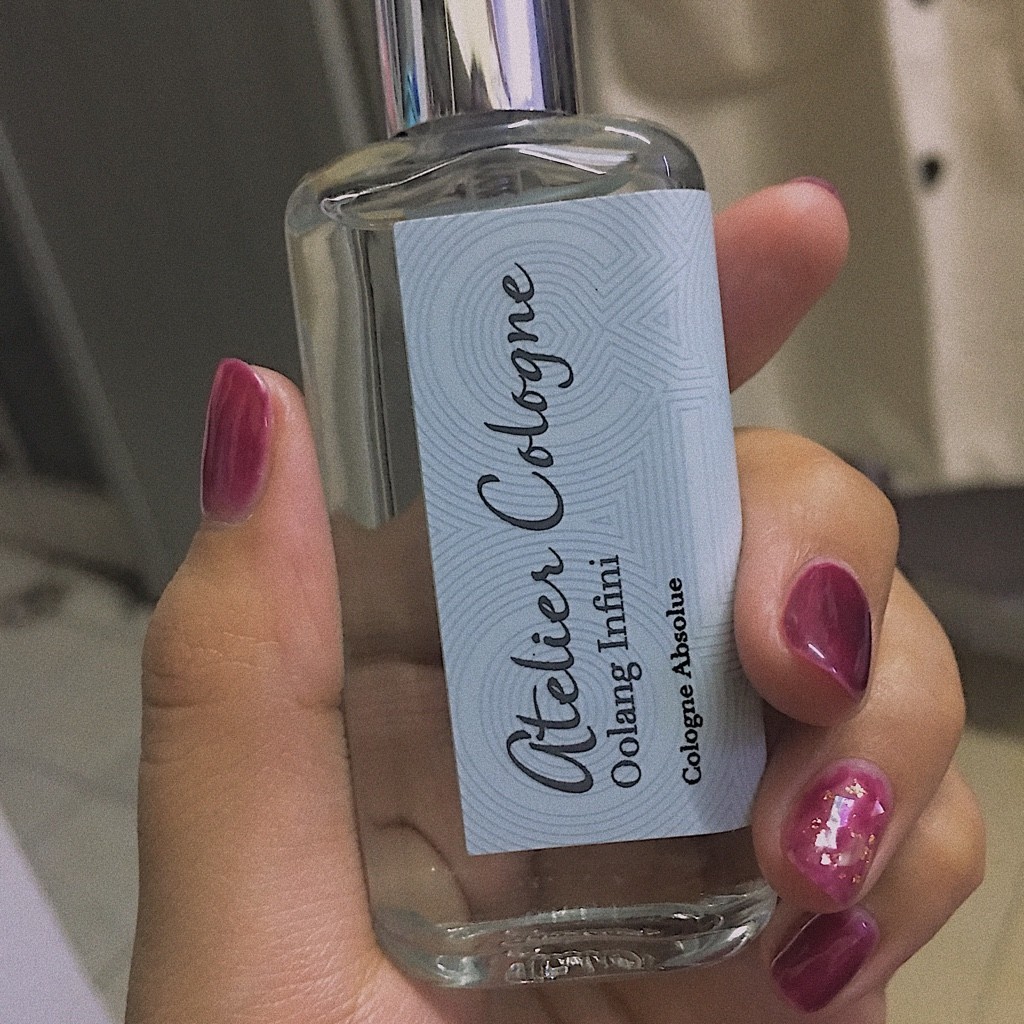 Atelier Cologne
Oolang Infini
Cologne Absolue